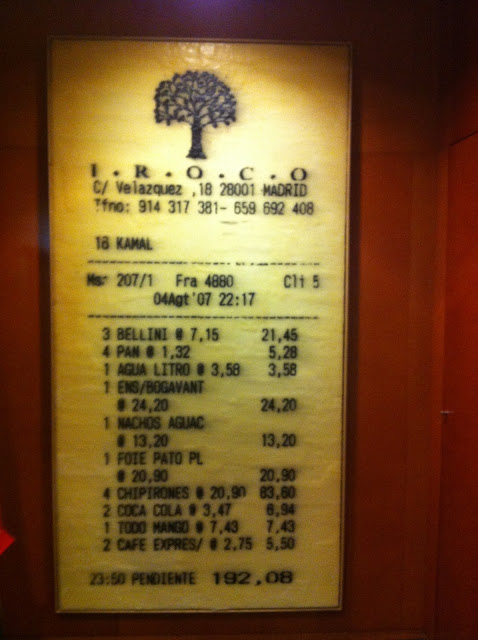 I.R.O.C.O
C/ Velazquez ,18 28001 MADRID
Tfno: 914 317 381- 659 692 408
18 KAMAL
Ms: 207/1 Fra 4880 Clt 5
04Agt'07 22:17
3 BELLINI @ 7,15 21,45
4 PAN @ 1,32 5,28
1 AGUA LITRO @ 3,58 3,58
1 ENS/BOGAVANT
@ 24,20 24,20
1 NACHOS AGUAC
@ 13,20 13,20
1 FOIE PATO PL
@ 20,90 20,90
4 CHIPIRONES @ 20,90 83,60
2 COCA COLA @ 3,47 6,94
1 TODO MANGO @ 7,43 7,43
2 CAFE EXPRES/ @ 2,75 5,50
23:50 PENDIENTE 192,08